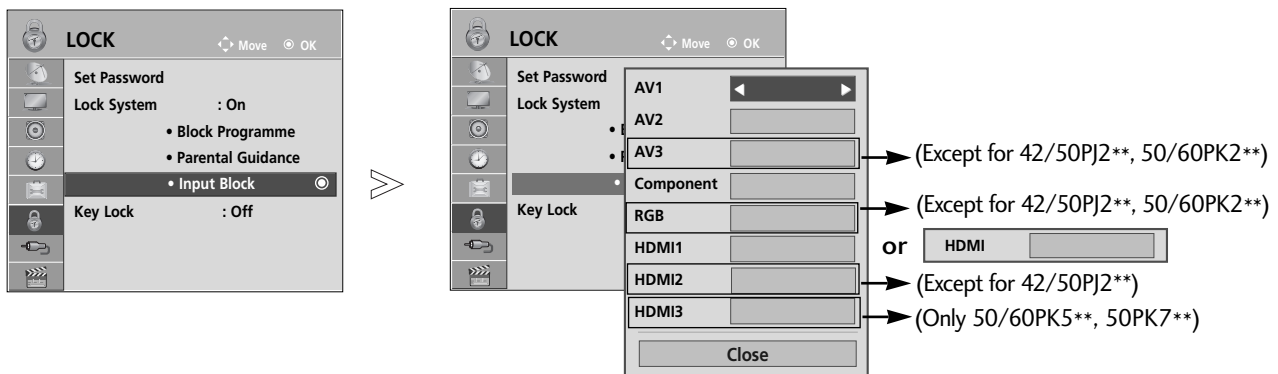 LOCK
Move OK
Set Password
Lock System : On
• Block Programme
• Parental Guidance
• Input Block
Key Lock : Off
LOCK
Move OK
Set Password
Lock System
Key Lock
AV1
AV2
AV3
Component
RGB
HDMI1
HDMI2
HDMI3
Close
(Except for 42/50PJ2**, 50/60PK2**)
(Except for 42/50PJ2**, 50/60PK2**)
or HDMI
(Except for 42/50PJ2**)
(Only 50/60PK5**, 50PK7**)